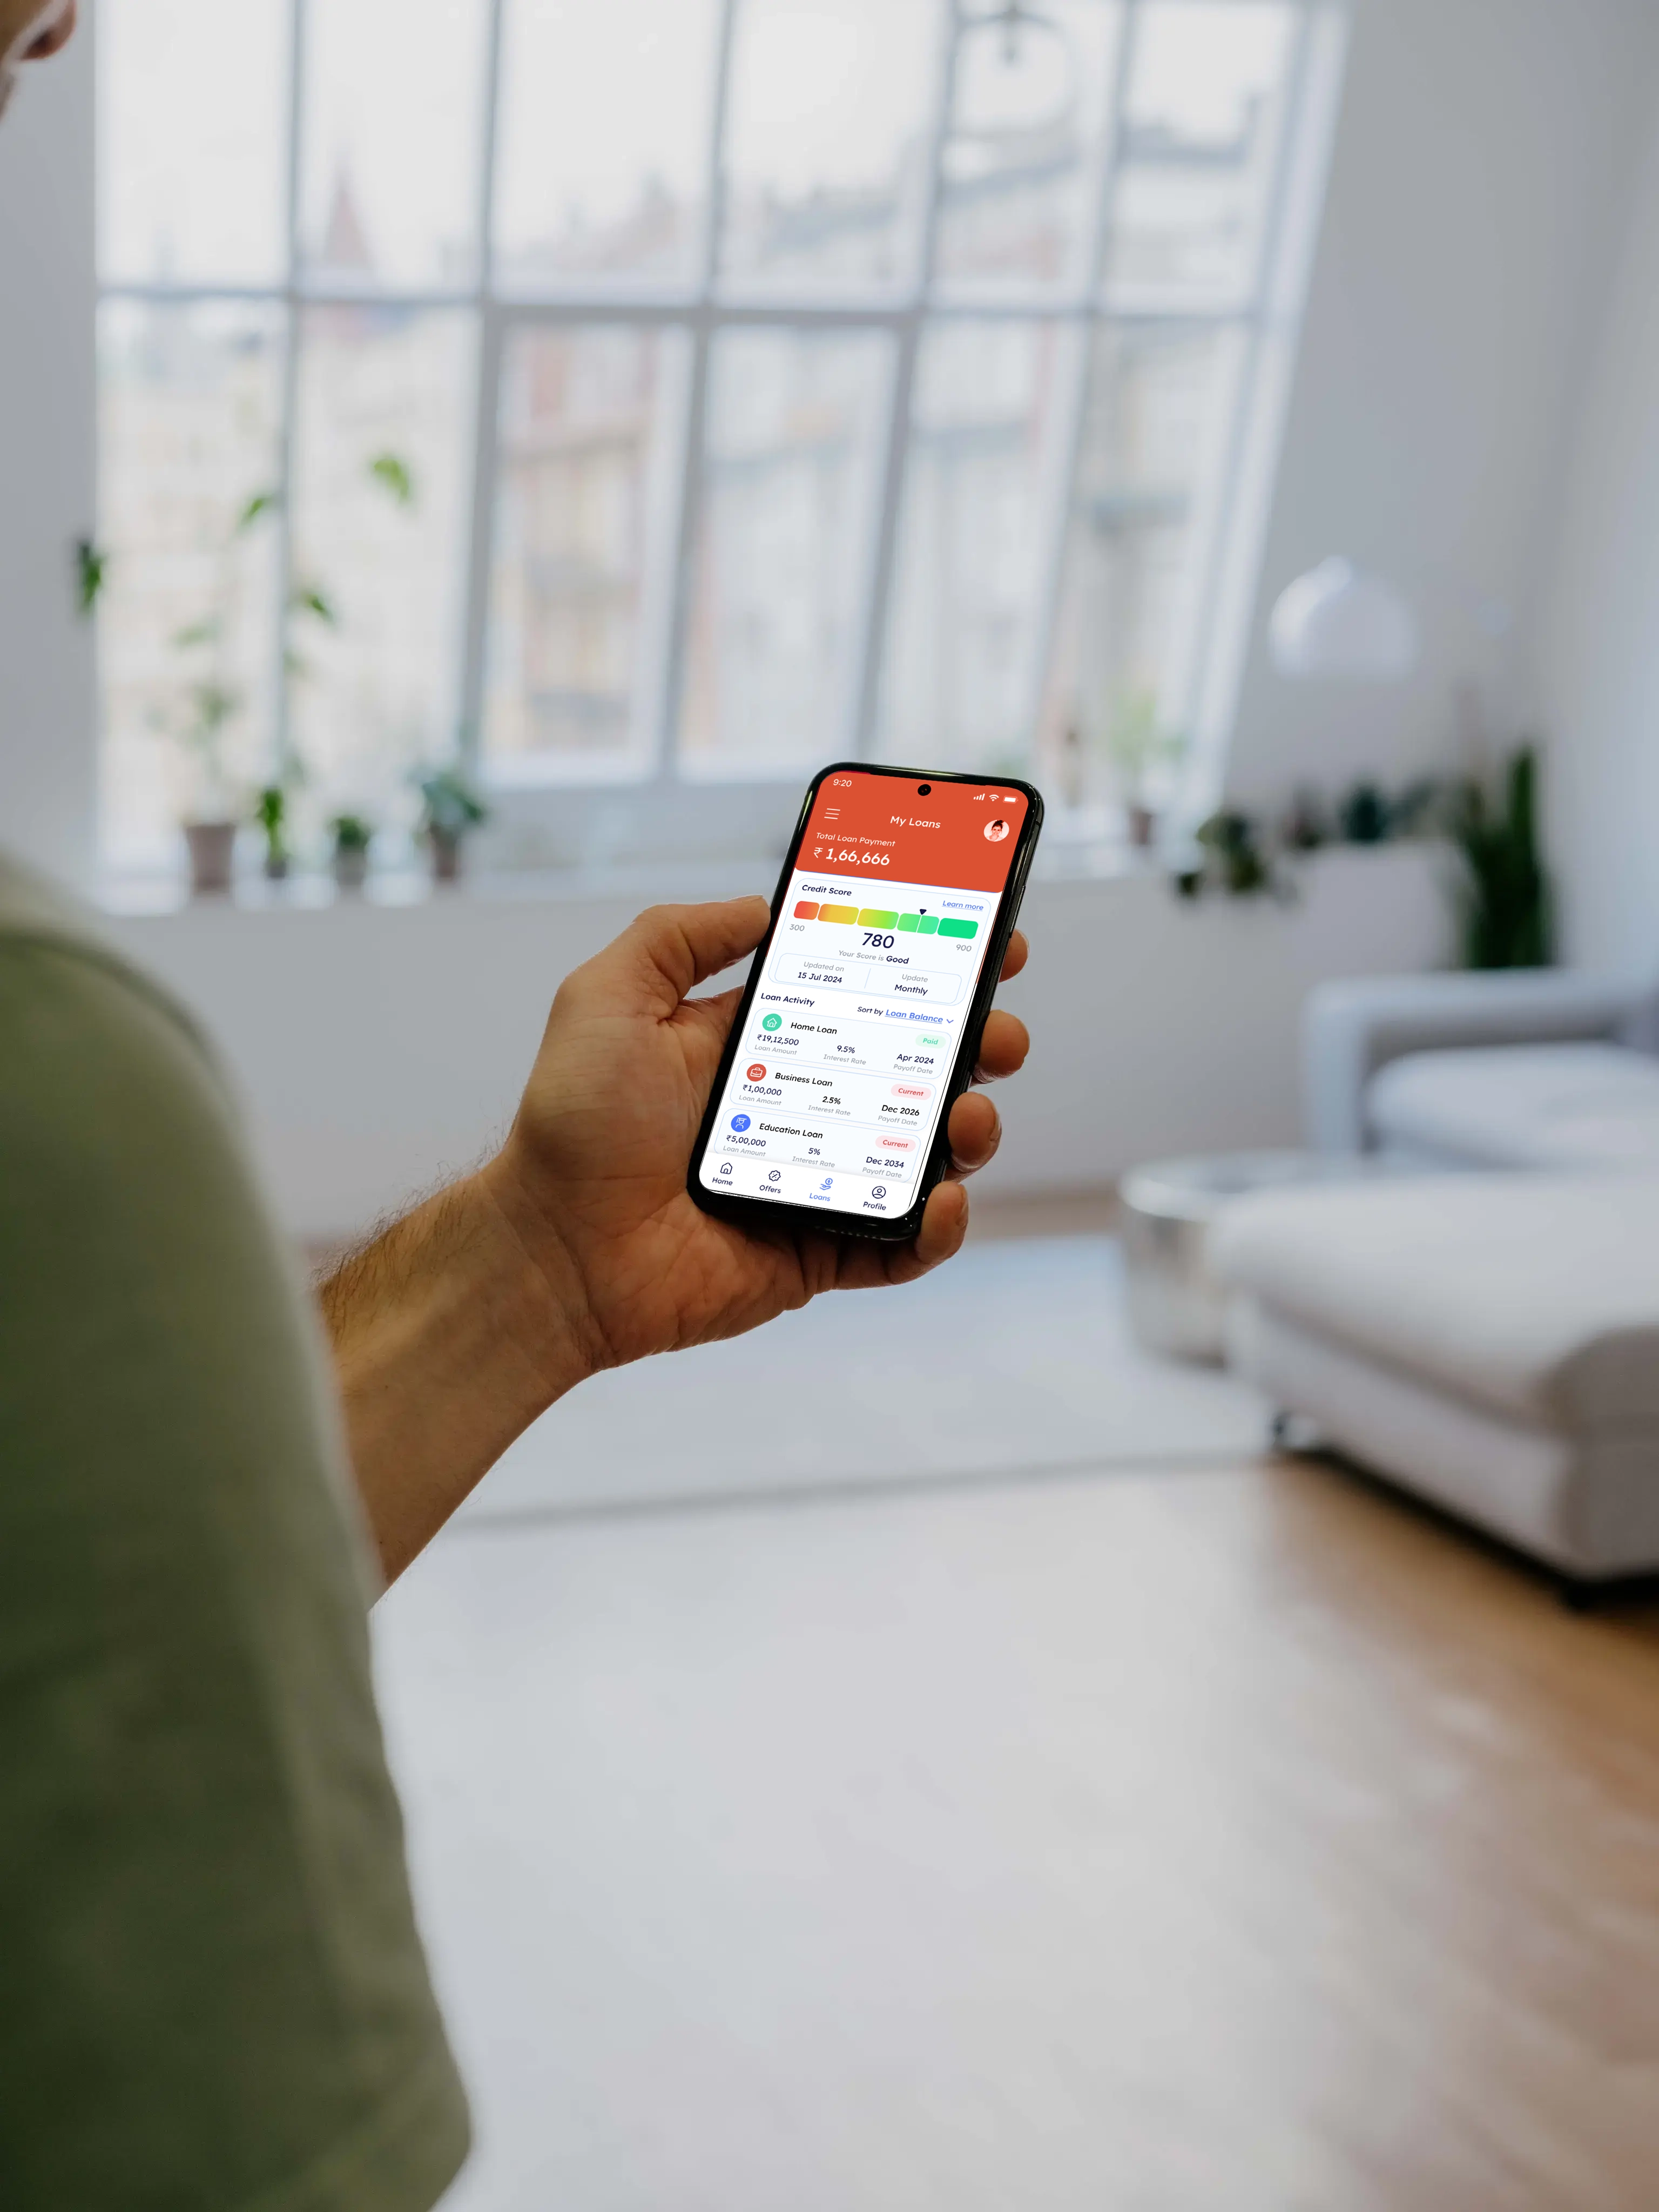 9:20
My Loans
Total Loan Payment
₹ 1,66,666
Credit Score
Learn more
300
780
900
Your Score is Good
Updated on
15 Jul 2024
Update
Monthly
Loan Activity
Sort by Loan Balance
Home Loan
Paid
₹19,12,500
Loan Amount
9.5%
Interest Rate
Apr 2024
Payoff Date
Business Loan
Current
₹1,00,000
Loan Amount
2.5%
Interest Rate
Dec 2026
Payoff Date
Education Loan
Current
₹5,00,000
Loan Amount
5%
Interest Rate
Dec 2034
Payoff Date
Home
Offers
Loans
Profile